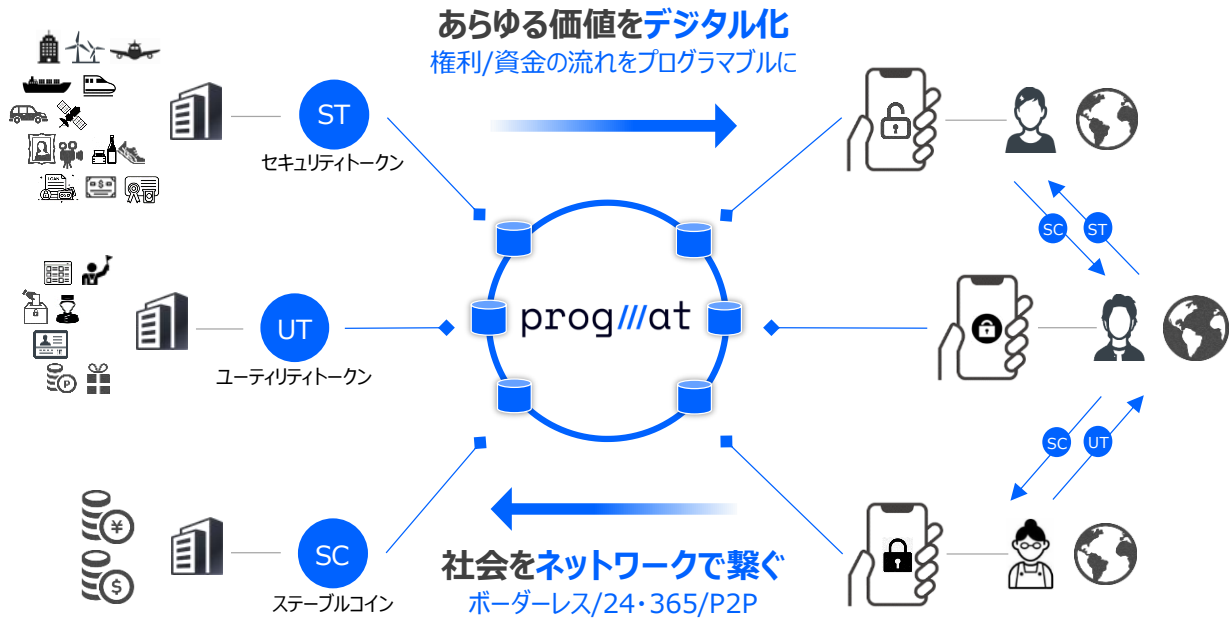 あらゆる価値をデジタル化
権利/資金の流れをプログラマブルに
ST
セキュリティトークン
SC
ST
UT
ユーティリティトークン
prog///at
SC
UT
SC
ステーブルコイン
社会をネットワークで繋ぐ
ボーダーレス/24・365/P2P
LOAN
$
P
¥
$